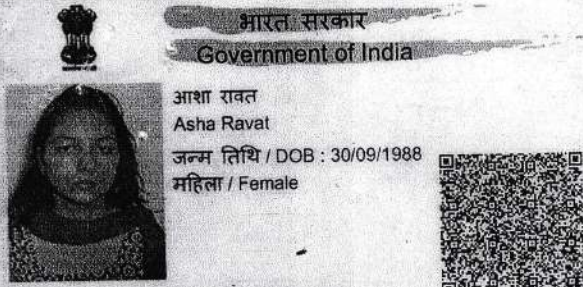 भारत सरकार
Government of India
आशा रावत
Asha Ravat
जन्म तिथि / DOB : 30/09/1988
महिला / Female